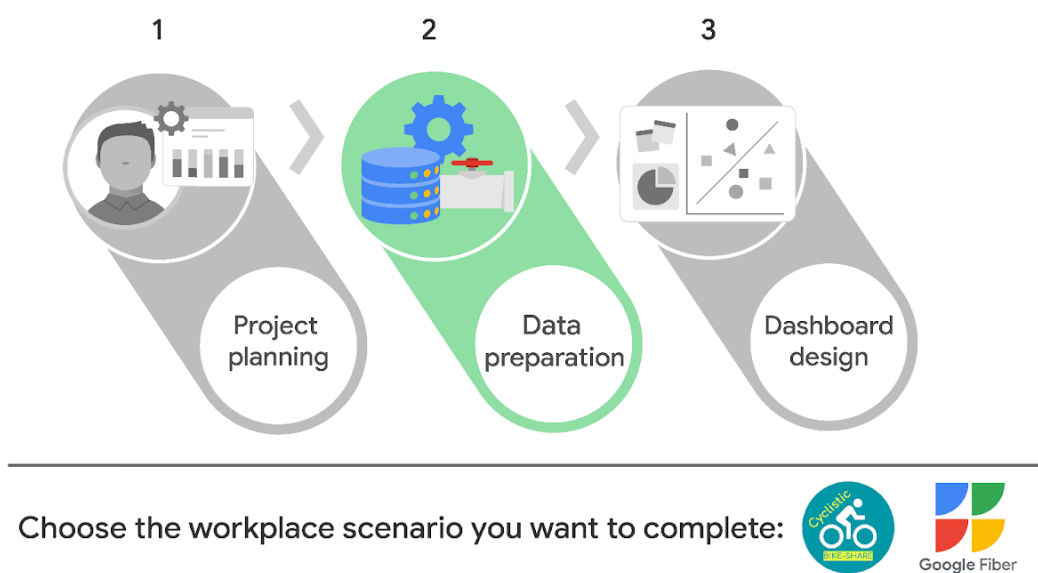 1
2
3
Project
planning
Data
preparation
Dashboard
design
Choose the workplace scenario you want to complete:
Cyclistic
BIKE-SHARE
Google Fiber